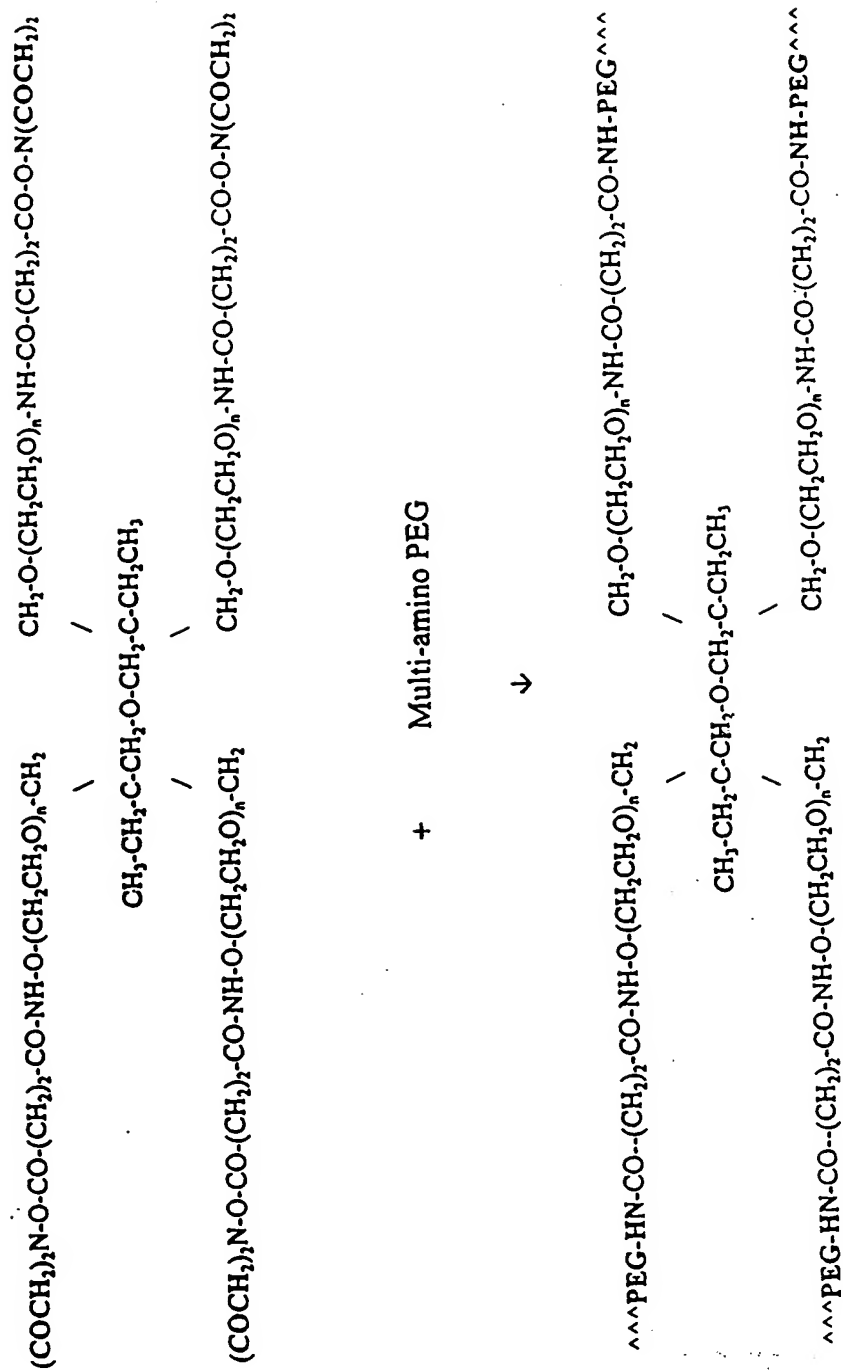 (COCH₂)₂N-O-CO-(CH₂)₂-CO-NH-O-(CH₂CH₂O)ₙ-CH₂ CH₂-O-(CH₂CH₂O)ₙ-NH-CO-(CH₂)₂-CO-O-N(COCH₂)₂
\ /
CH₃-CH₂-C-CH₂-O-CH₂-C-CH₂CH₃
/ \
(COCH₂)₂N-O-CO-(CH₂)₂-CO-NH-O-(CH₂CH₂O)ₙ-CH₂ CH₂-O-(CH₂CH₂O)ₙ-NH-CO-(CH₂)₂-CO-O-N(COCH₂)₂
+ Multi-amino PEG
↓
^^^PEG-HN-CO--(CH₂)₂-CO-NH-O-(CH₂CH₂O)ₙ-CH₂ CH₂-O-(CH₂CH₂O)ₙ-NH-CO-(CH₂)₂-CO-NH-PEG^^^
\ /
CH₃-CH₂-C-CH₂-O-CH₂-C-CH₂CH₃
/ \
^^^PEG-HN-CO--(CH₂)₂-CO-NH-O-(CH₂CH₂O)ₙ-CH₂ CH₂-O-(CH₂CH₂O)ₙ-NH-CO-(CH₂)₂-CO-NH-PEG^^^